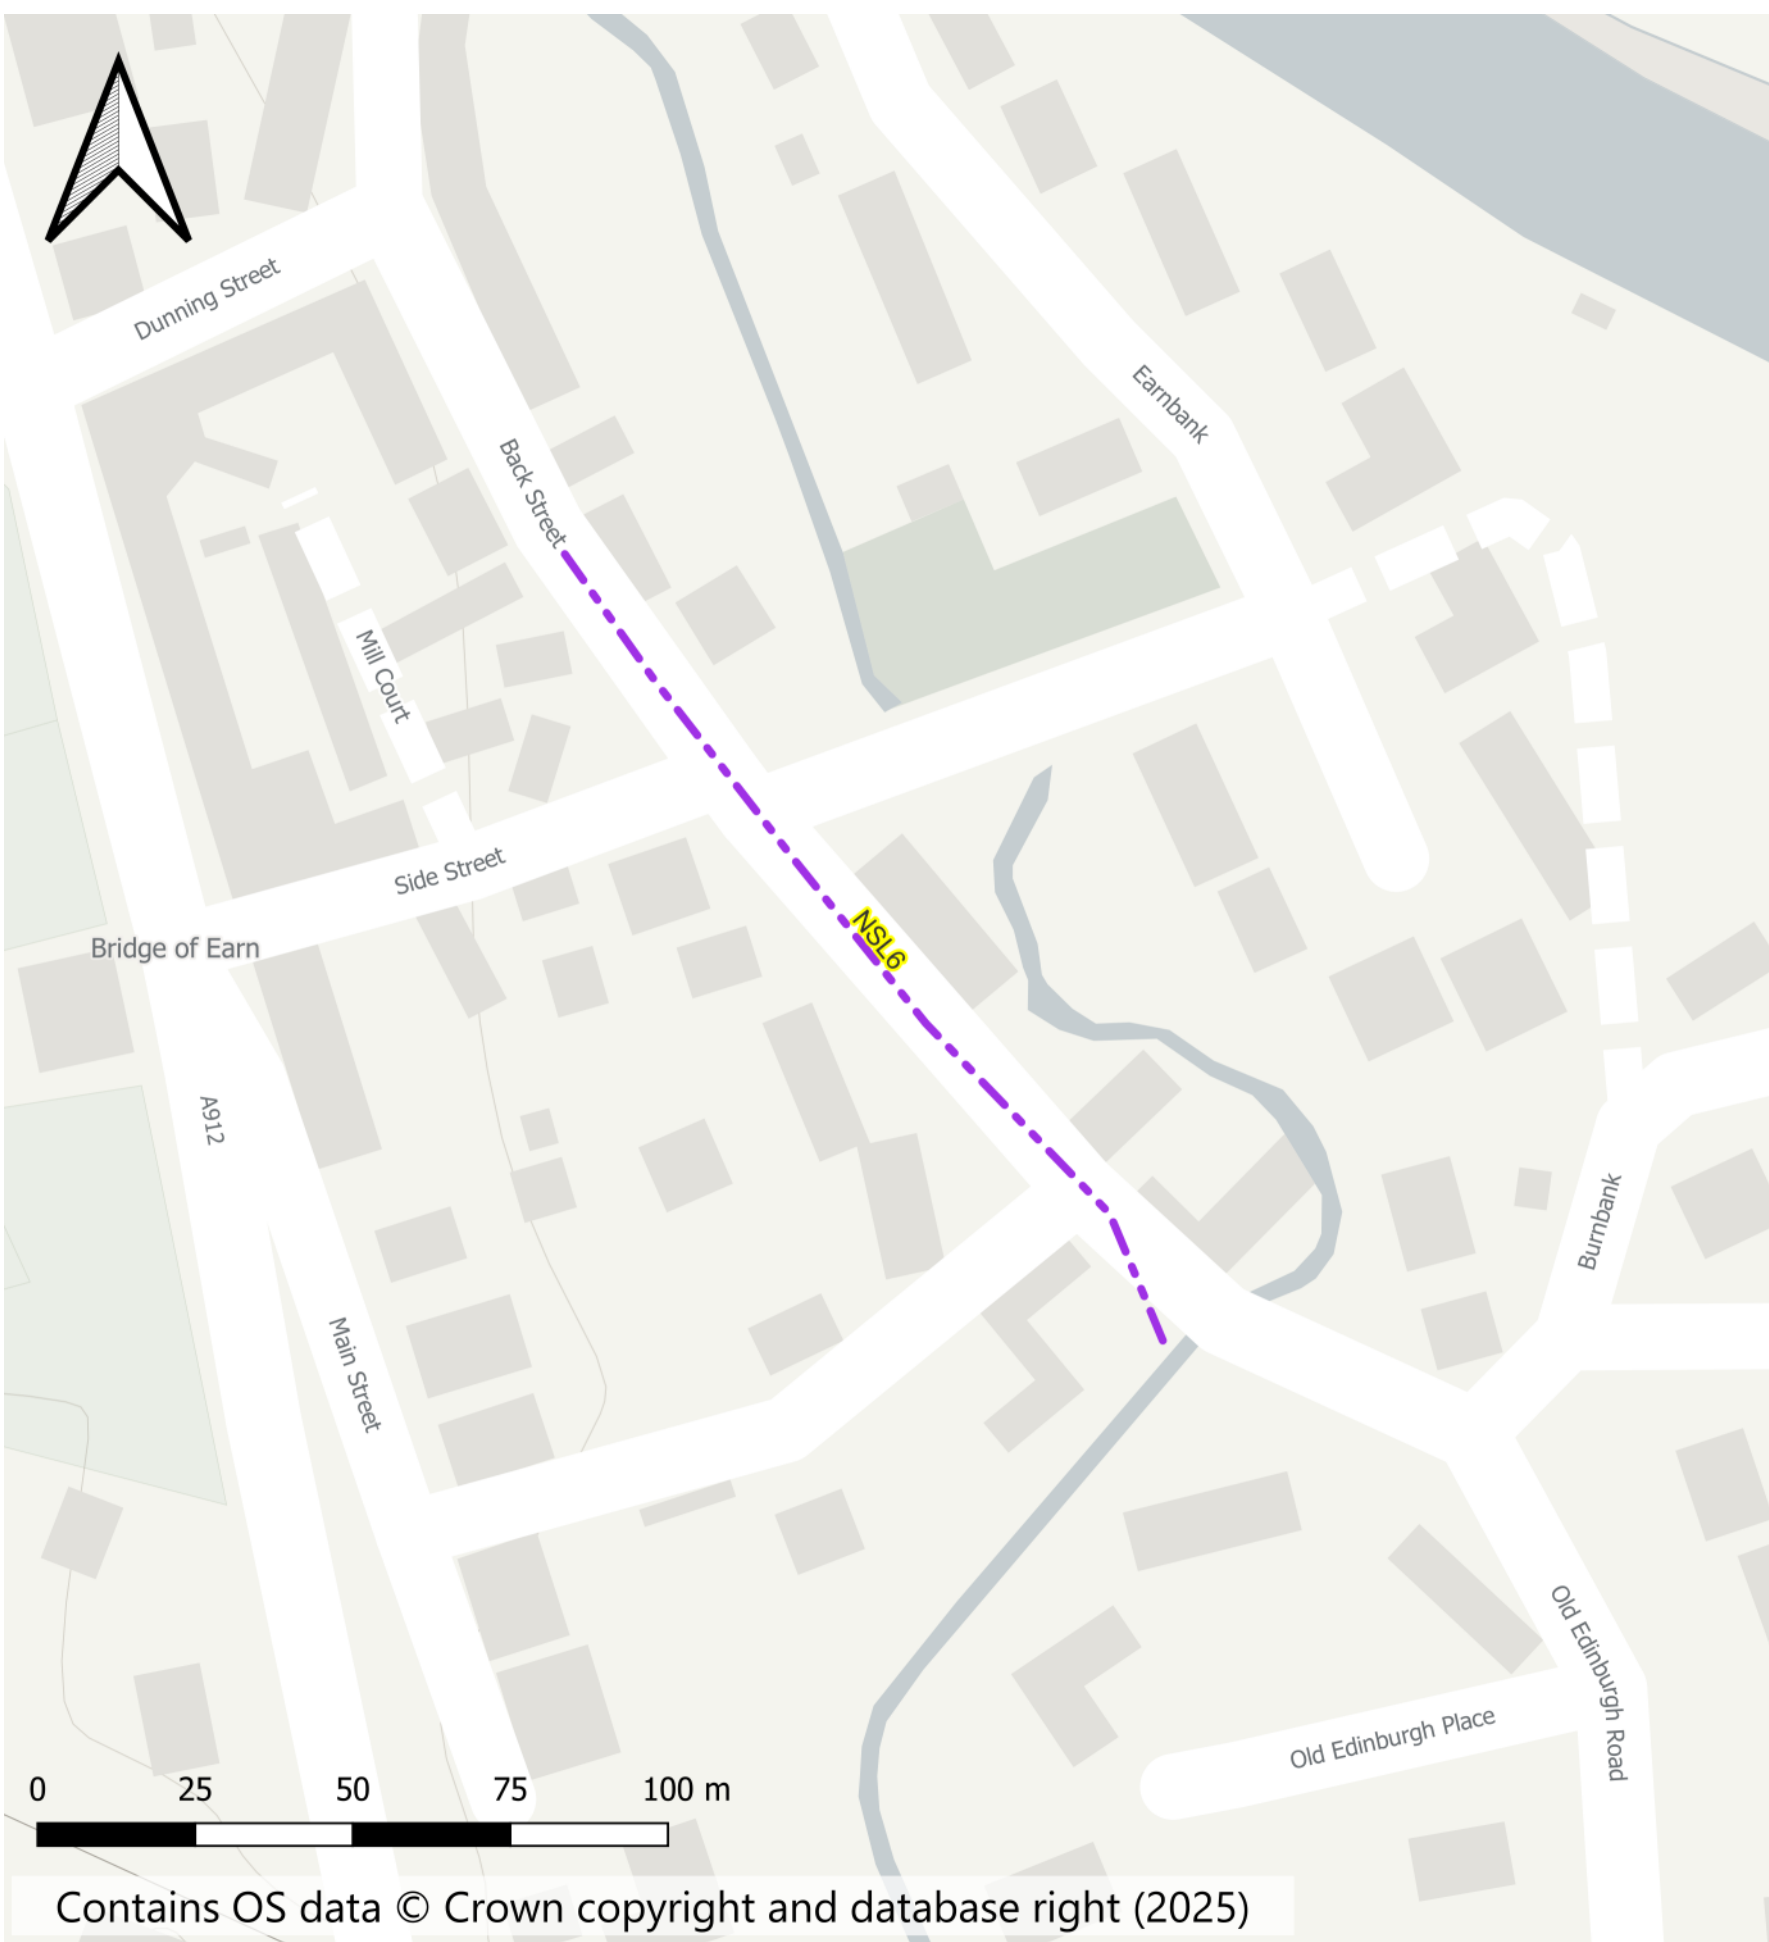 Dunning Street
Earnbank
Back Street
Mill Court
Side Street
NSL6
Bridge of Earn
A912
Burnbank
Main Street
Old Edinburgh Road
Old Edinburgh Place
0 25 50 75 100 m
Contains OS data © Crown copyright and database right (2025)